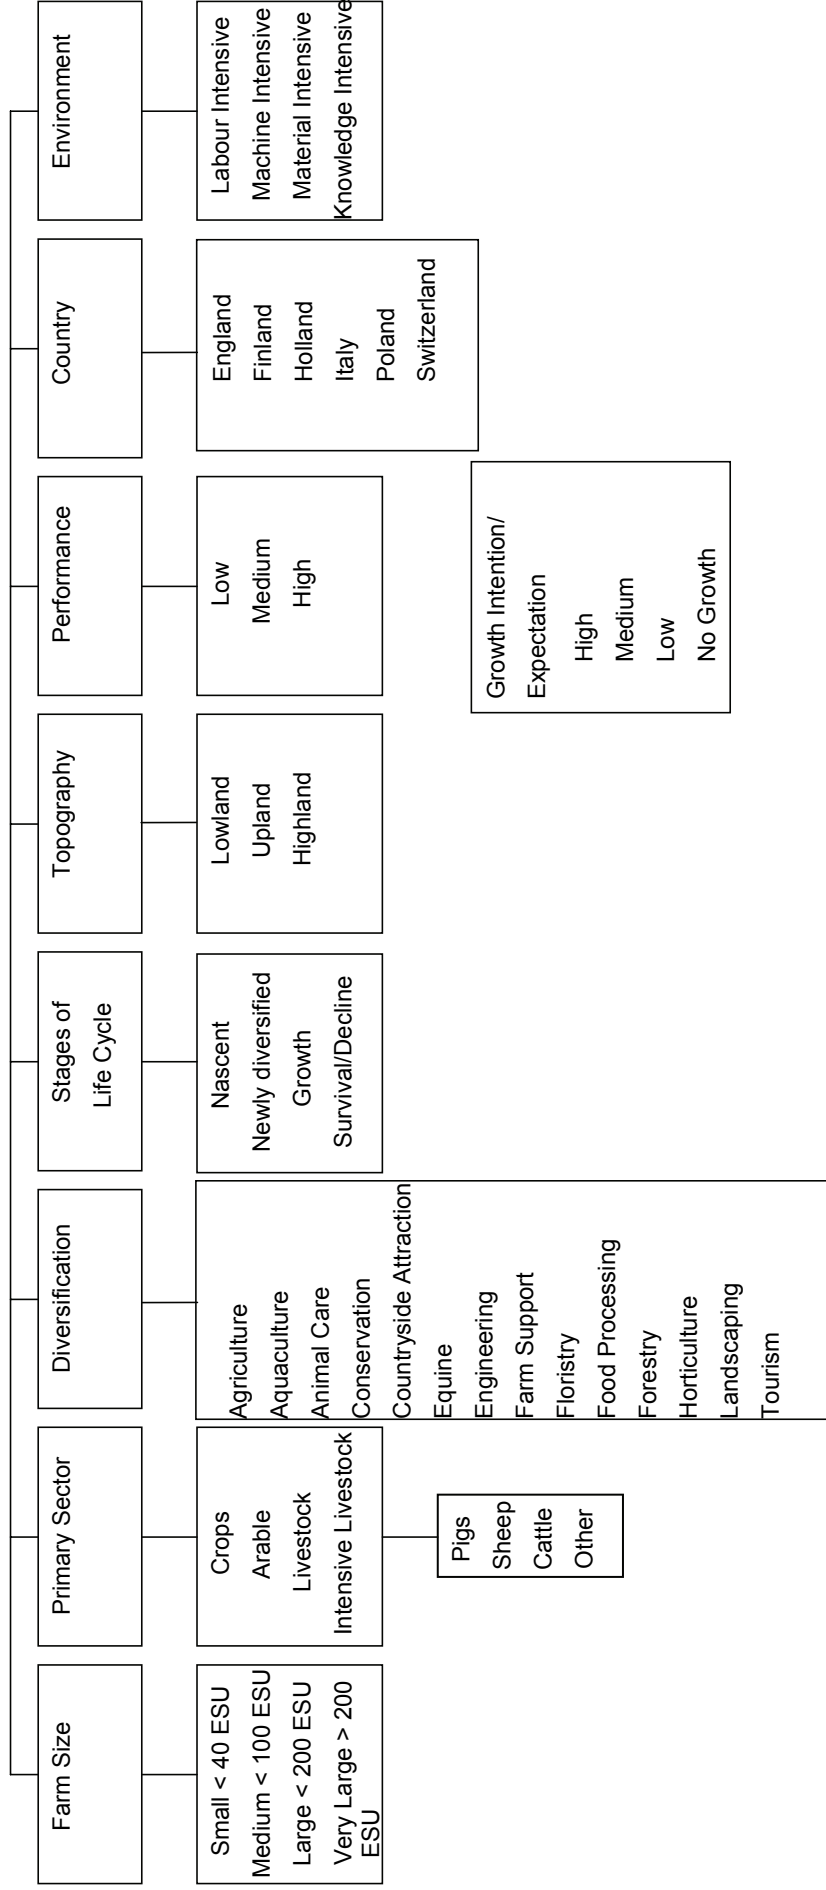 Farm Size
Small < 40 ESU
Medium < 100 ESU
Large < 200 ESU
Very Large > 200
ESU
Primary Sector
Crops
Arable
Livestock
Intensive Livestock
Pigs
Sheep
Cattle
Other
Diversification
Agriculture
Aquaculture
Animal Care
Conservation
Countryside Attraction
Equine
Engineering
Farm Support
Floristry
Food Processing
Forestry
Horticulture
Landscaping
Tourism
Stages of
Life Cycle
Nascent
Newly diversified
Growth
Survival/Decline
Topography
Lowland
Upland
Highland
Performance
Low
Medium
High
Growth Intention/
Expectation
High
Medium
Low
No Growth
Country
England
Finland
Holland
Italy
Poland
Switzerland
Environment
Labour Intensive
Machine Intensive
Material Intensive
Knowledge Intensive